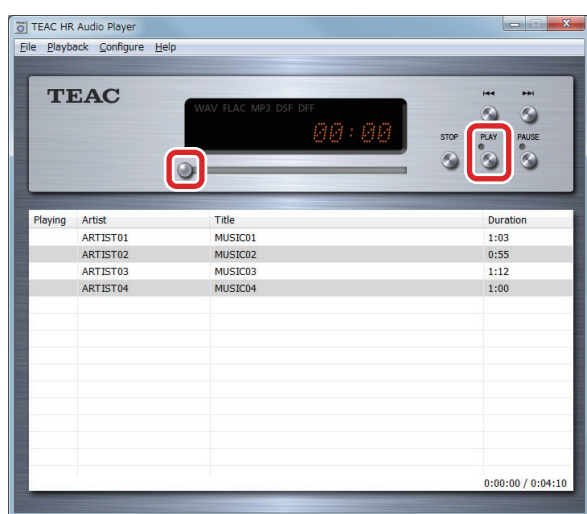 TEAC HR Audio Player
File Playback Configure Help
TEAC
WAV FLAC MP3 DSF DFF
00:00
STOP PLAY PAUSE
Playing Artist Title Duration
ARTIST01 MUSIC01 1:03
ARTIST02 MUSIC02 0:55
ARTIST03 MUSIC03 1:12
ARTIST04 MUSIC04 1:00
0:00:00 / 0:04:10